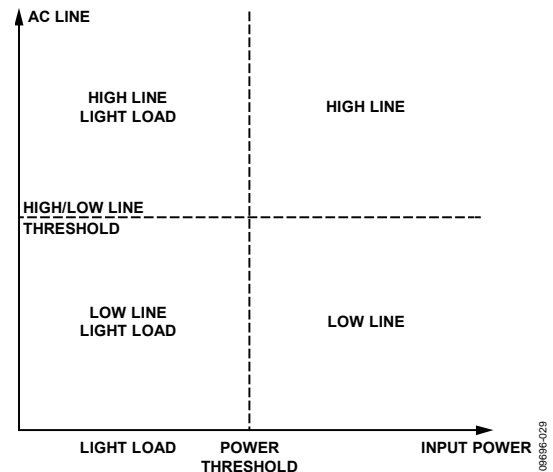 AC LINE
HIGH LINE
LIGHT LOAD
HIGH LINE
HIGH/LOW LINE
THRESHOLD
LOW LINE
LIGHT LOAD
LOW LINE
LIGHT LOAD
POWER
THRESHOLD
INPUT POWER
09696-029